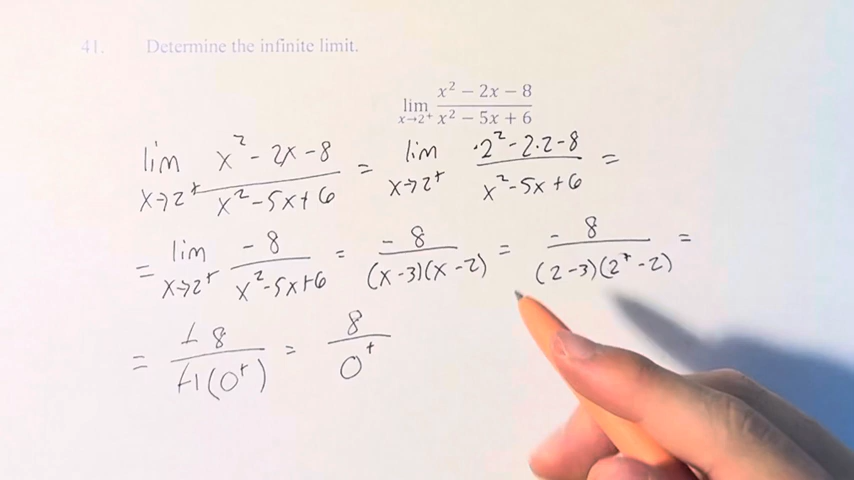 41. Determine the infinite limit.
lim x→2⁺ (x² − 2x − 8)/(x² − 5x + 6)
lim x→2⁺ (x² - 2x - 8)/(x² - 5x + 6) = lim x→2⁺ (·2² - 2·2 - 8)/(x² - 5x + 6) =
= lim x→2⁺ (-8)/(x² - 5x + 6) = (-8)/((x-3)(x-2)) = (-8)/((2-3)(2⁺-2)) =
= (-8)/(-1(0⁺)) = 8/0⁺